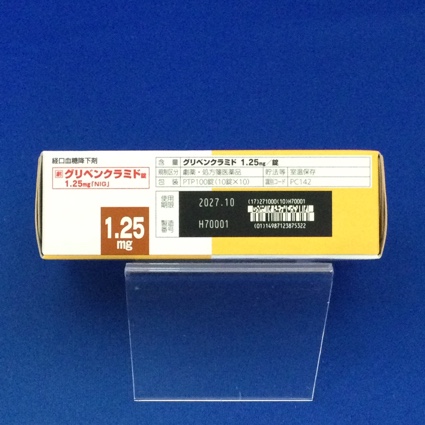 経口血糖降下剤
劇 グリベンクラミド錠
1.25mg「NIG」
1.25
mg
含量 グリベンクラミド 1.25mg/錠
規制区分 劇薬・処方箋医薬品 貯法等 室温保存
包装 PTP100錠(10錠×10) 識別コード PC142
使用
期限 2027.10
製造
番号 H70001
(17)271000(10)H70001
(01)14987123875322